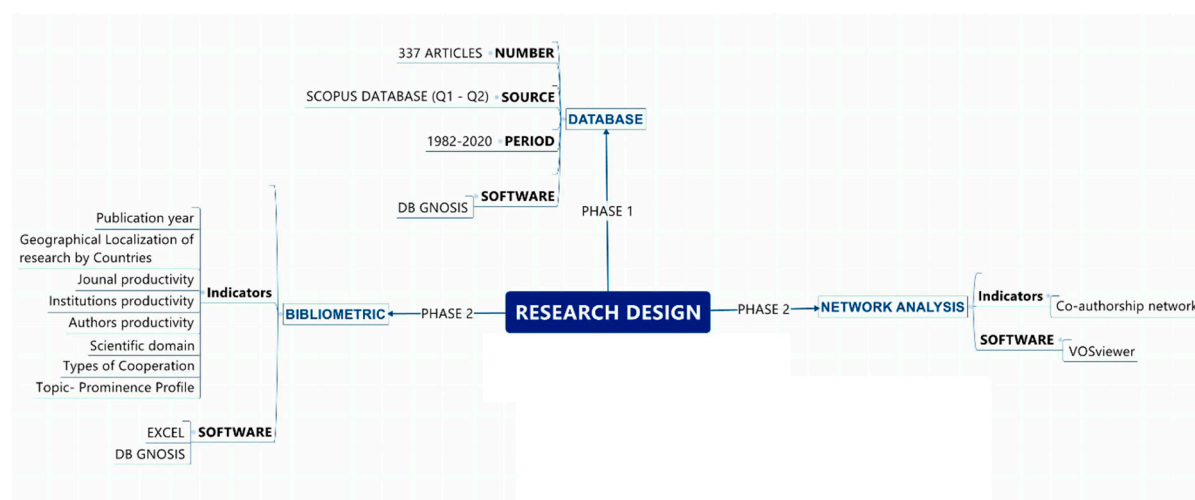 337 ARTICLES NUMBER
SCOPUS DATABASE (Q1 - Q2) SOURCE
DATABASE
1982-2020 PERIOD
SOFTWARE
DB GNOSIS
PHASE 1
Publication year
Geographical Localization of
research by Countries
Jounal productivity
Institutions productivity
Authors productivity
Scientific domain
Types of Cooperation
Topic- Prominence Profile
Indicators
EXCEL
DB GNOSIS
SOFTWARE
BIBLIOMETRIC
PHASE 2
RESEARCH DESIGN
PHASE 2
NETWORK ANALYSIS
Indicators
Co-authorship network
SOFTWARE
VOSviewer